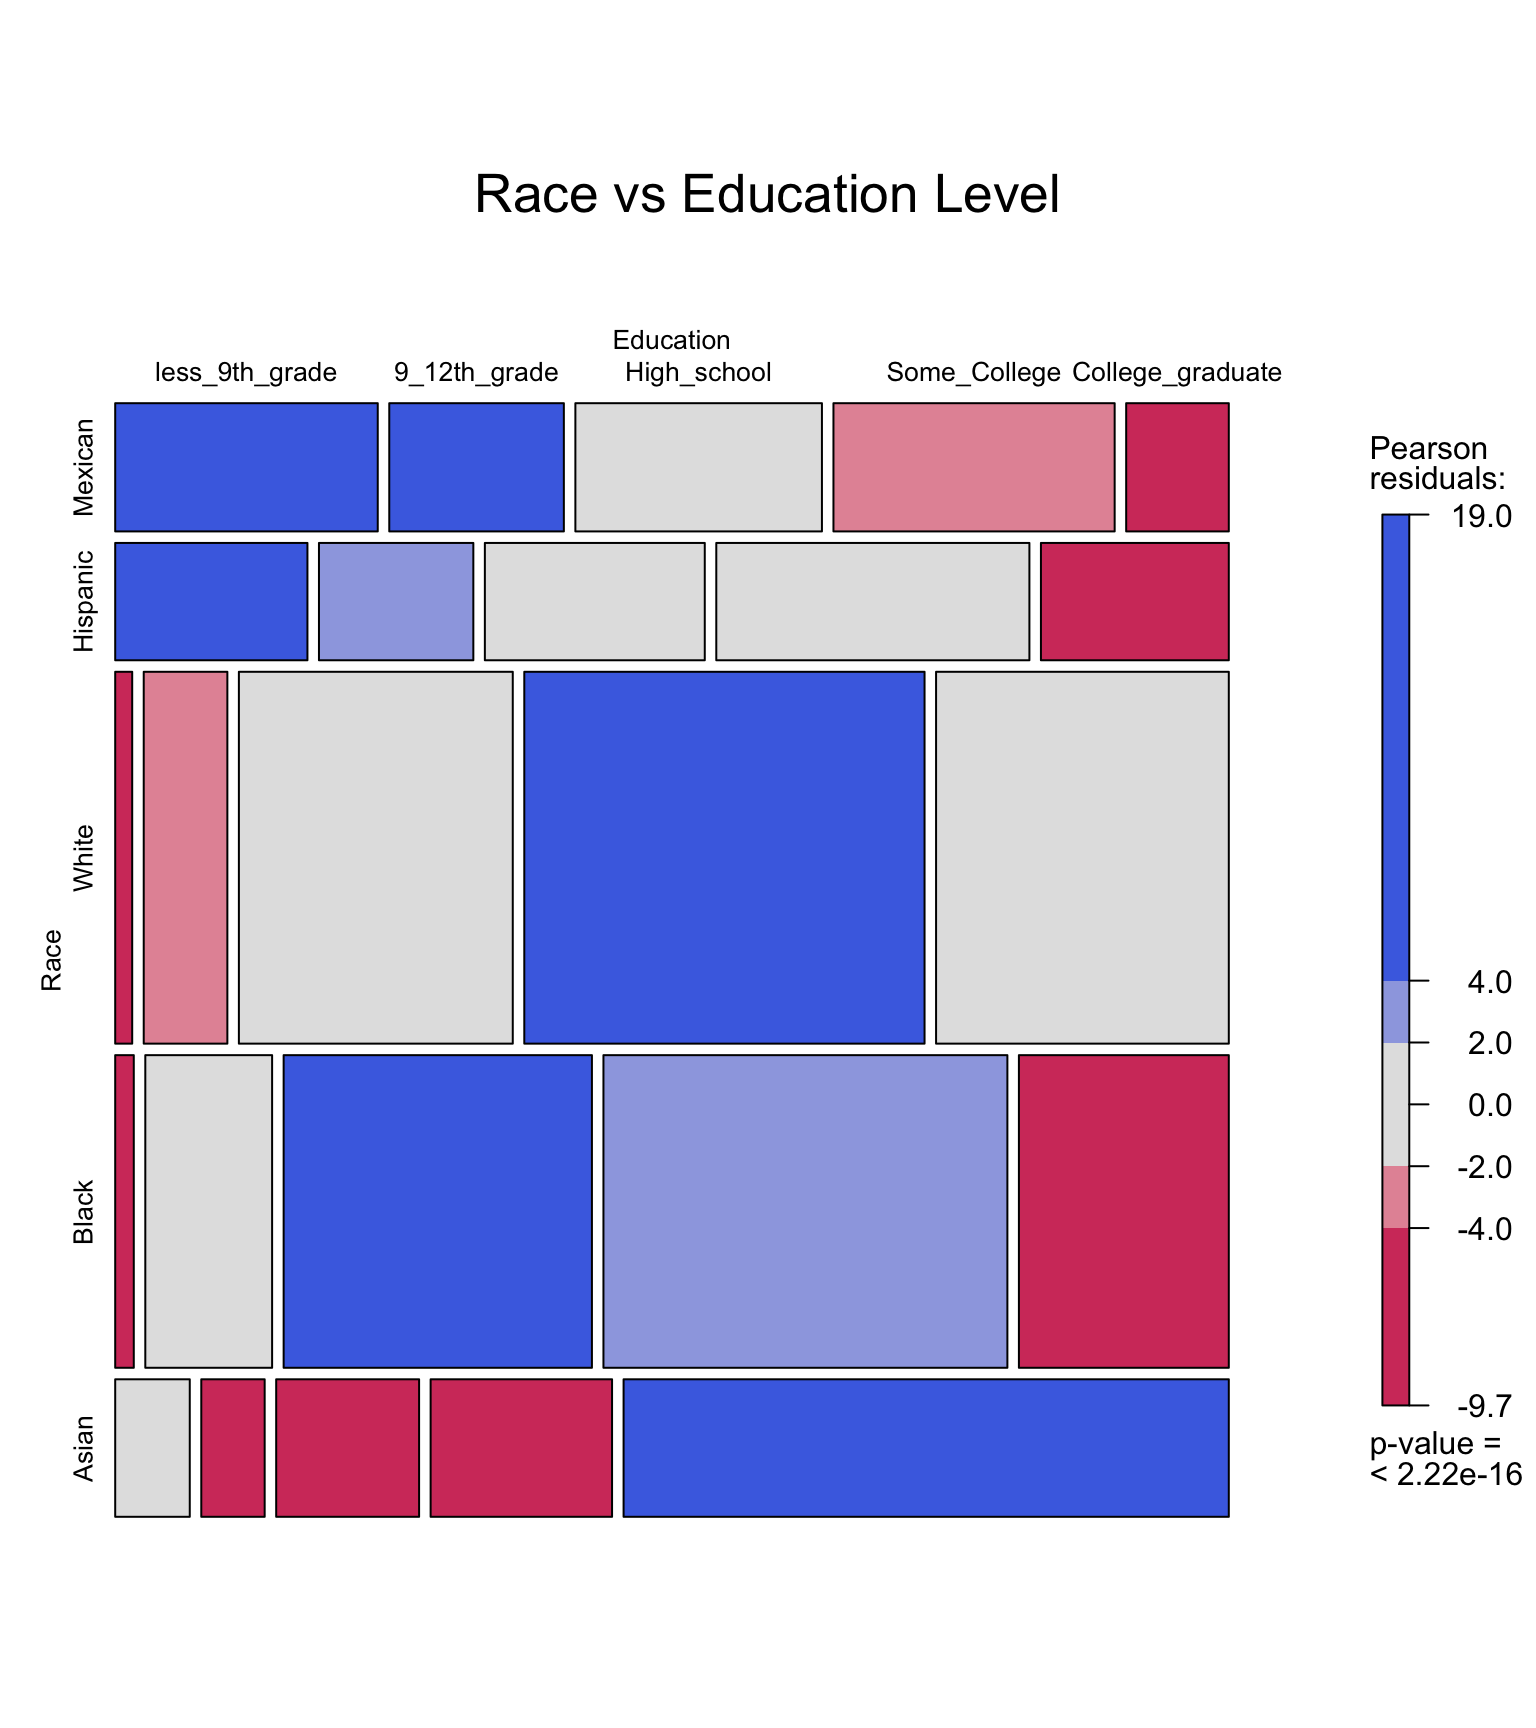 Race vs Education Level
Education
less_9th_grade 9_12th_grade High_school Some_College College_graduate
Race
Mexican
Hispanic
White
Black
Asian
Pearson
residuals:
19.0
4.0
2.0
0.0
-2.0
-4.0
-9.7
p-value =
< 2.22e-16